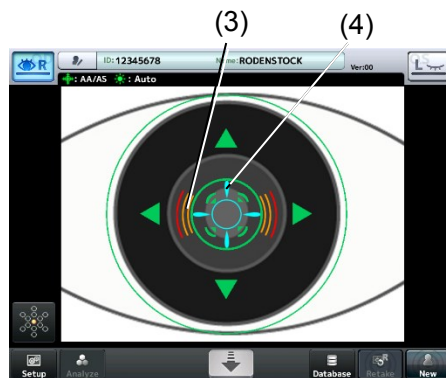 (3)
(4)
R
ID: 12345678
Name: RODENSTOCK
Ver:00
L
: AA/AS
: Auto
R
Setup
Analyze
Database
Retake
New